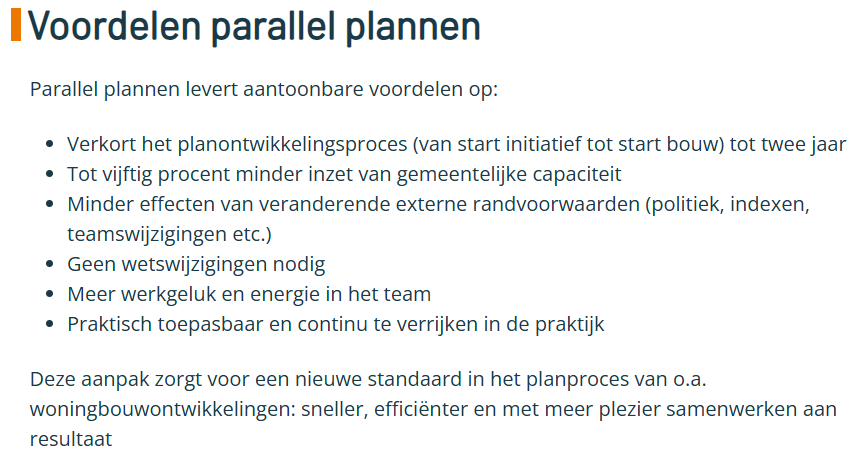 Voordelen parallel plannen
Parallel plannen levert aantoonbare voordelen op:
• Verkort het planontwikkelingsproces (van start initiatief tot start bouw) tot twee jaar
• Tot vijftig procent minder inzet van gemeentelijke capaciteit
• Minder effecten van veranderende externe randvoorwaarden (politiek, indexen,
teamswijzigingen etc.)
• Geen wetswijzigingen nodig
• Meer werkgeluk en energie in het team
• Praktisch toepasbaar en continu te verrijken in de praktijk
Deze aanpak zorgt voor een nieuwe standaard in het planproces van o.a.
woningbouwontwikkelingen: sneller, efficiënter en met meer plezier samenwerken aan
resultaat